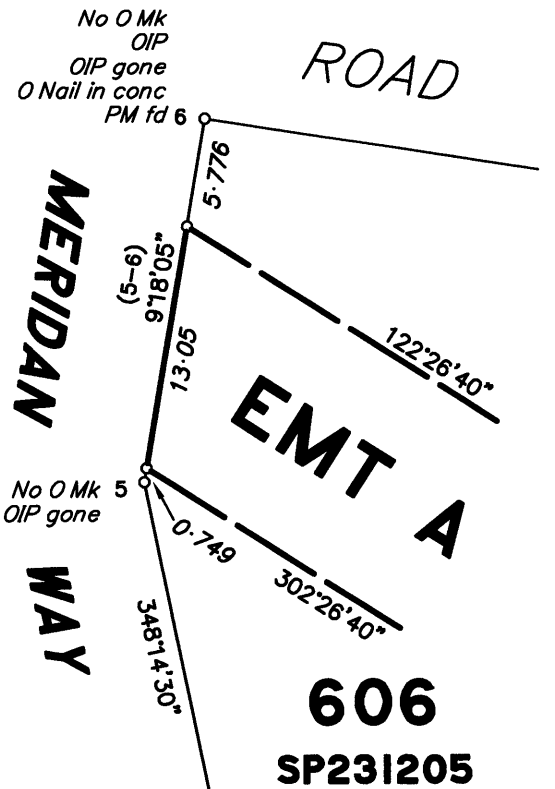 No O Mk
OIP
OIP gone
O Nail in conc
PM fd 6
ROAD
5·776
MERIDAN
(5–6)
9°18'05"
13·05
122°26'40"
EMT A
No O Mk 5
OIP gone
0·749
302°26'40"
WAY
348°14'30"
606
SP231205